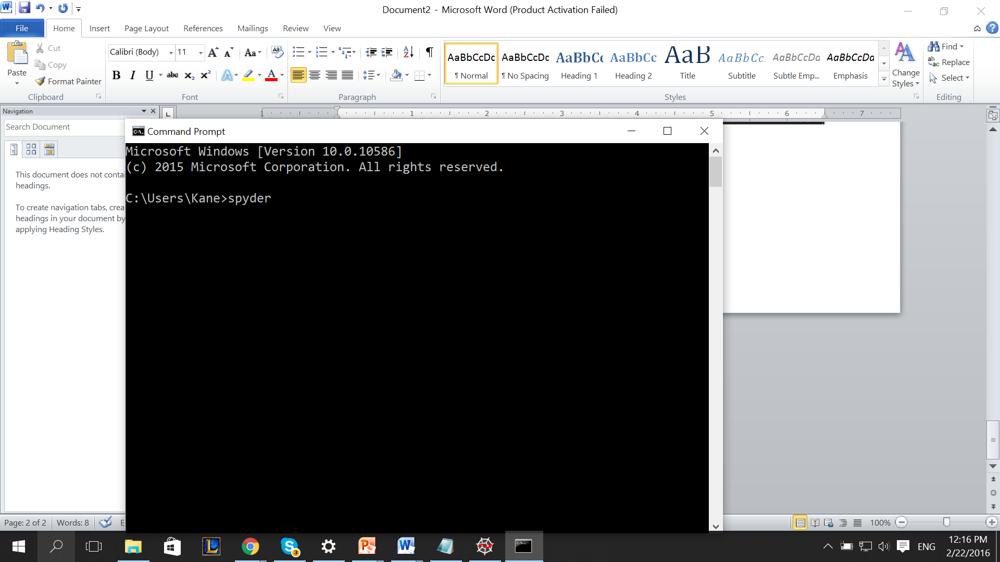 Document2 - Microsoft Word (Product Activation Failed)
File Home Insert Page Layout References Mailings Review View
Paste
Cut
Copy
Format Painter
Clipboard
Calibri (Body) 11
Font
Paragraph
AaBbCcDc AaBbCcDc AaBbCc AaBbCc AaB AaBbCc. AaBbCcDa AaBbCcDa
¶ Normal ¶ No Spacing Heading 1 Heading 2 Title Subtitle Subtle Emp... Emphasis
Change
Styles
Styles
Find
Replace
Select
Editing
Navigation
Search Document
1 1 2 3 4 5 6 7
This document does not contai
headings.
To create navigation tabs, crea
headings in your document by
applying Heading Styles.
Command Prompt
Microsoft Windows [Version 10.0.10586]
(c) 2015 Microsoft Corporation. All rights reserved.
C:\Users\Kane>spyder
Page: 2 of 2 Words: 8 E
100%
3
ENG
12:16 PM
2/22/2016